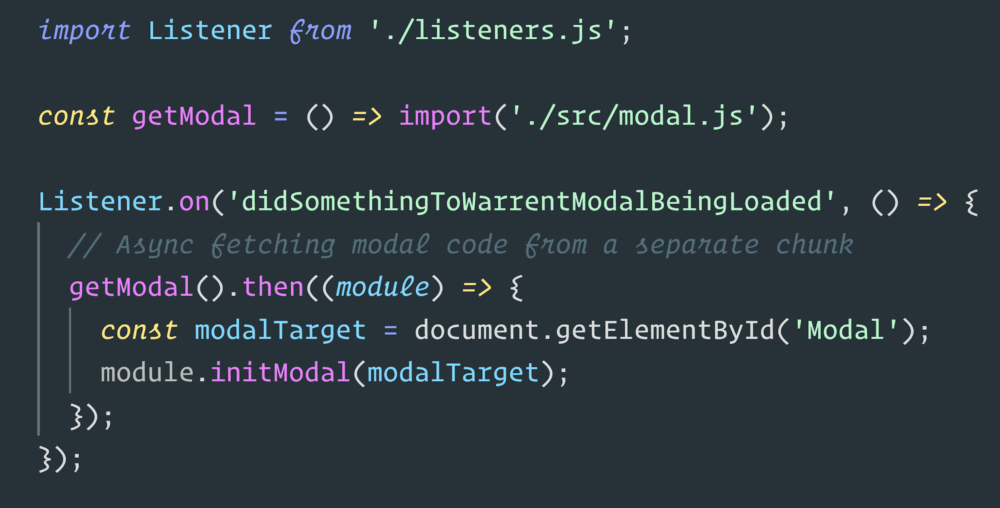 import Listener from './listeners.js';
const getModal = () => import('./src/modal.js');
Listener.on('didSomethingToWarrentModalBeingLoaded', () => {
// Async fetching modal code from a separate chunk
getModal().then((module) => {
const modalTarget = document.getElementById('Modal');
module.initModal(modalTarget);
});
});